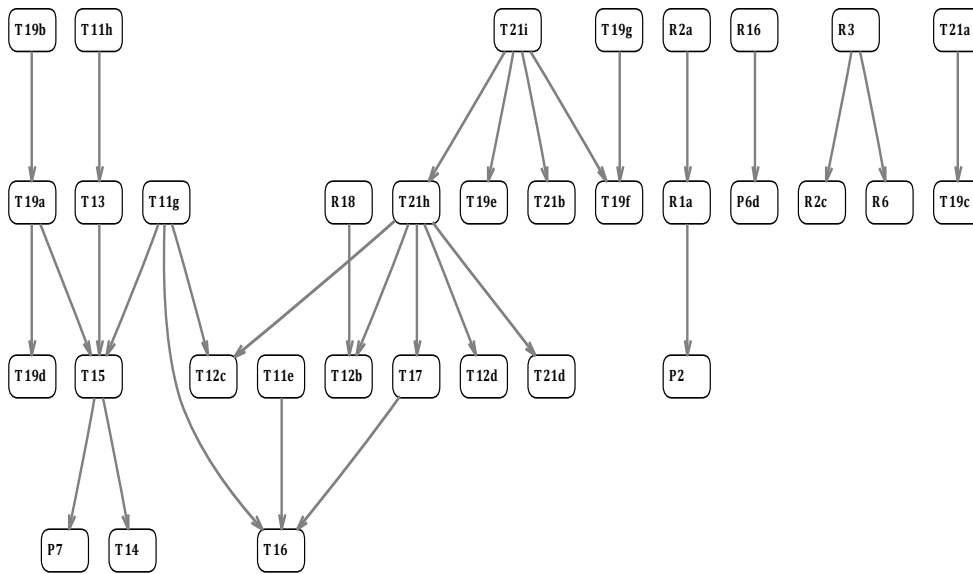 T19b T11h T21i T19g R2a R16 R3 T21a
T19a T13 T11g R18 T21h T19e T21b T19f R1a P6d R2c R6 T19c
T19d T15 T12c T11e T12b T17 T12d T21d P2
P7 T14 T16